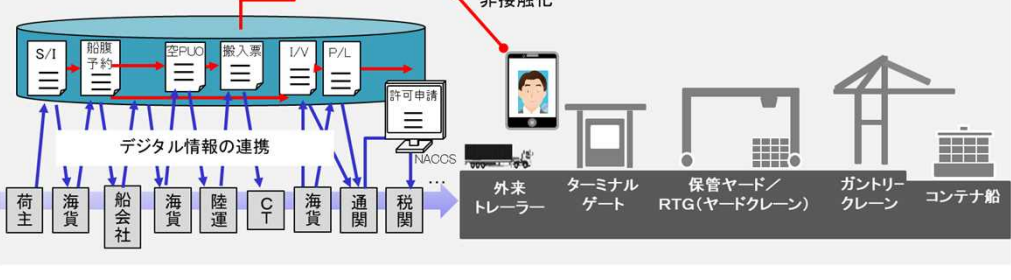 非接触化
S/I
船腹
予約
空PUO
搬入票
I/V
P/L
許可申請
デジタル情報の連携
NACCS
…
荷主
海貨
船会社
海貨
陸運
CT
海貨
通関
税関
外来
トレーラー
ターミナル
ゲート
保管ヤード／
RTG（ヤードクレーン）
ガントリー
クレーン
コンテナ船